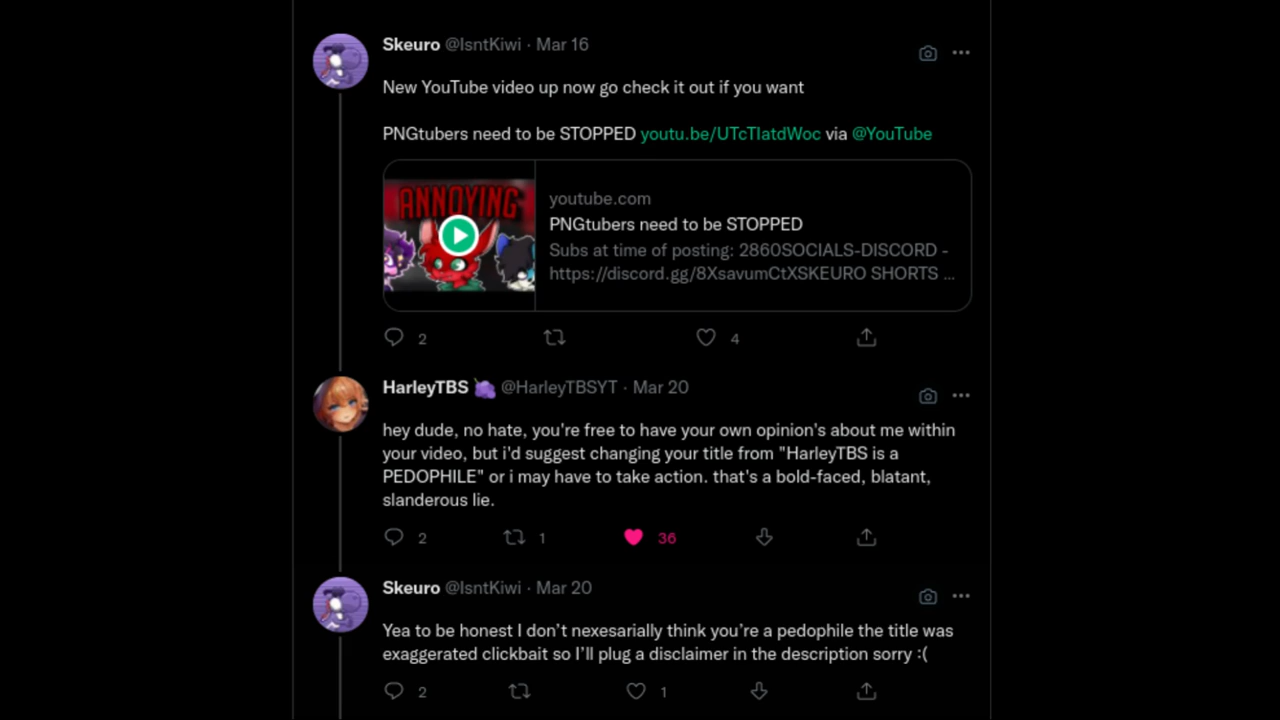 Skeuro @IsntKiwi · Mar 16
New YouTube video up now go check it out if you want
PNGtubers need to be STOPPED youtu.be/UTcTIatdWoc via @YouTube
ANNOYING
youtube.com
PNGtubers need to be STOPPED
Subs at time of posting: 2860SOCIALS-DISCORD -
https://discord.gg/8XsavumCtXSKEURO SHORTS ...
2
4
HarleyTBS @HarleyTBSYT · Mar 20
hey dude, no hate, you're free to have your own opinion's about me within
your video, but i'd suggest changing your title from "HarleyTBS is a
PEDOPHILE" or i may have to take action. that's a bold-faced, blatant,
slanderous lie.
2 1 36
Skeuro @IsntKiwi · Mar 20
Yea to be honest I don't nexesarially think you're a pedophile the title was
exaggerated clickbait so I'll plug a disclaimer in the description sorry :(
2 1